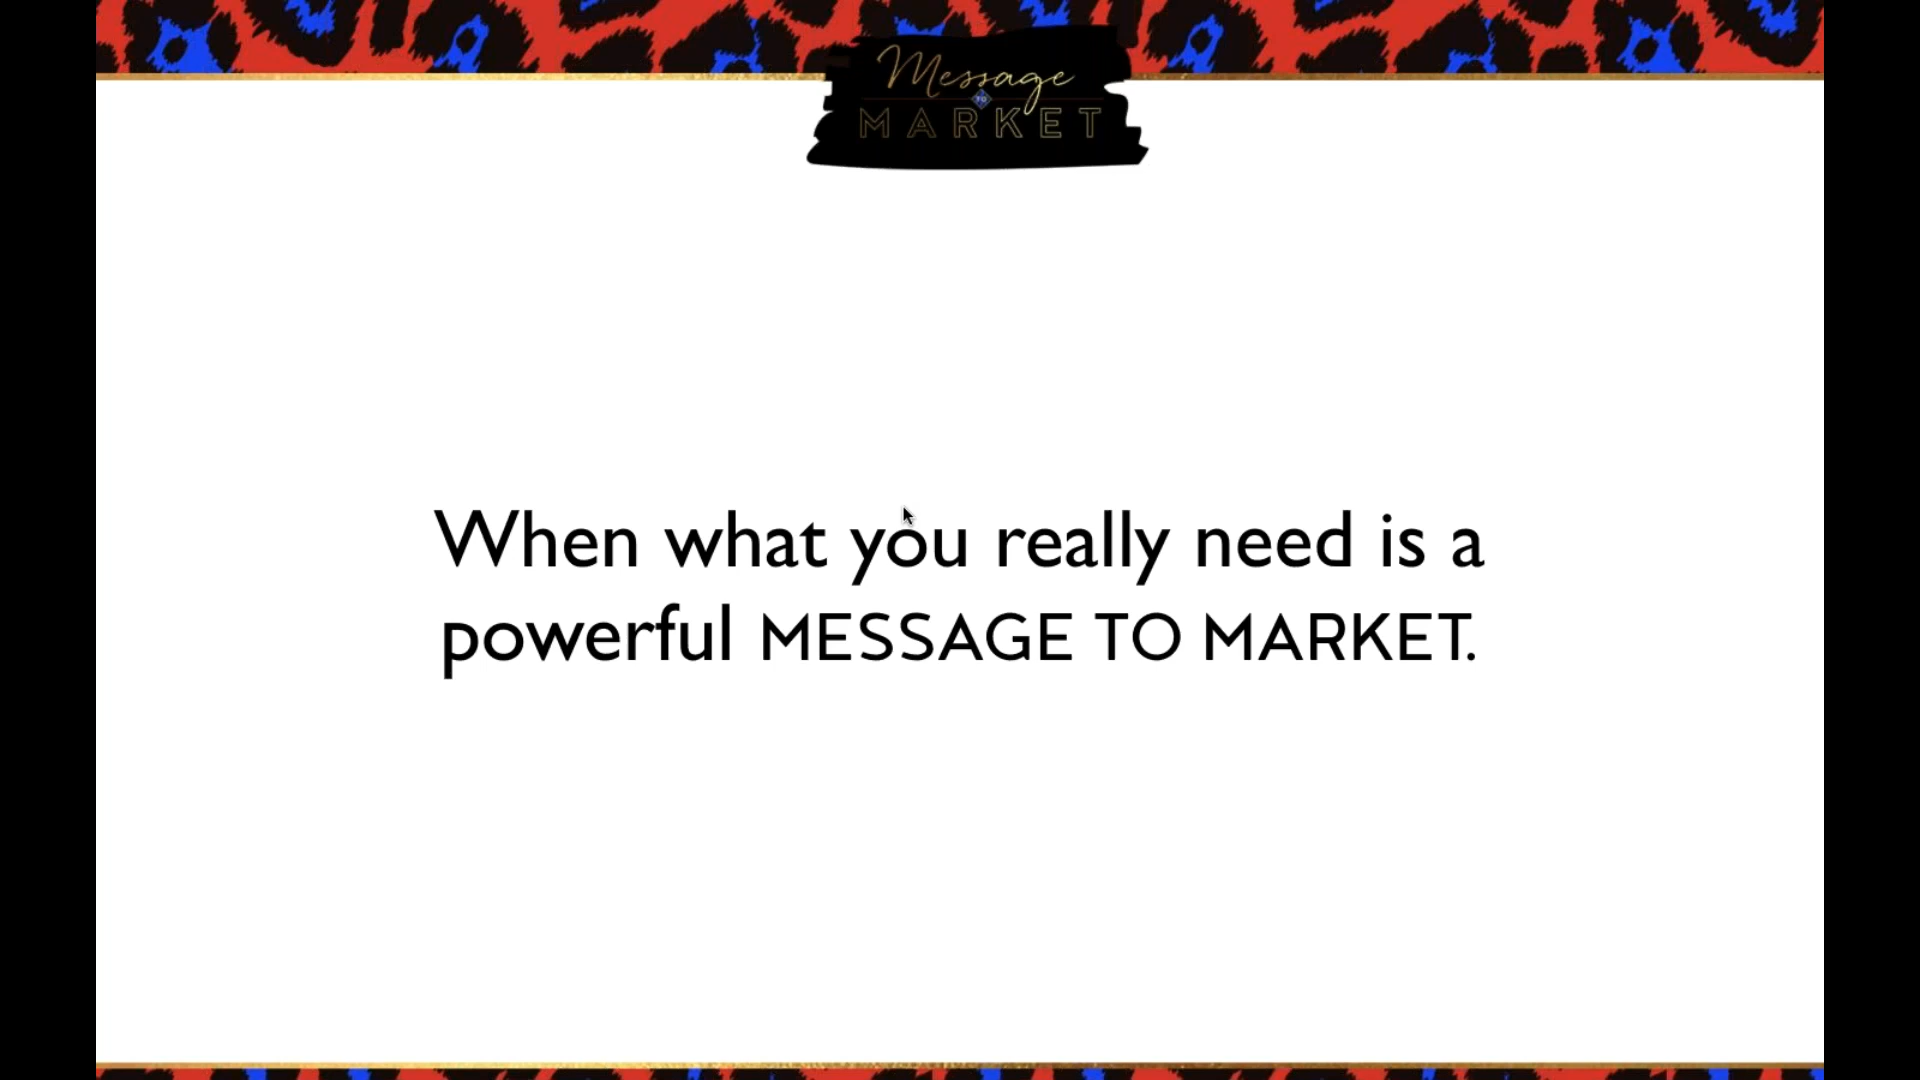 Message
TO
MARKET
When what you really need is a
powerful MESSAGE TO MARKET.